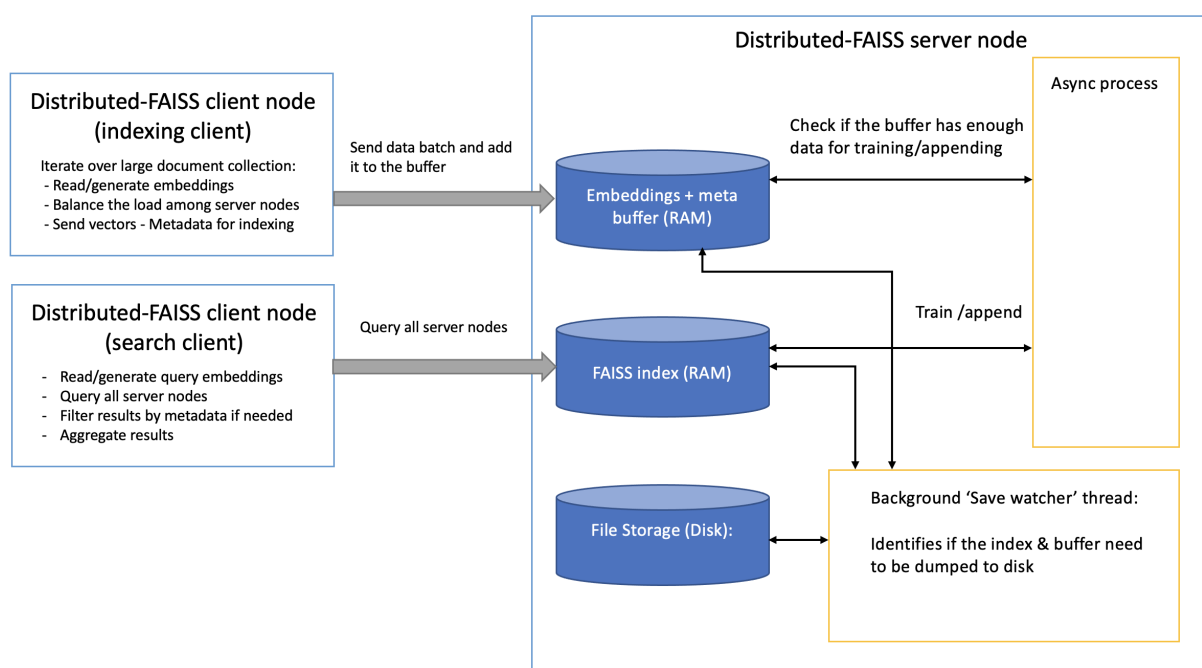 Distributed-FAISS server node
Distributed-FAISS client node
(indexing client)
Iterate over large document collection:
- Read/generate embeddings
- Balance the load among server nodes
- Send vectors - Metadata for indexing
Send data batch and add
it to the buffer
Embeddings + meta
buffer (RAM)
Check if the buffer has enough
data for training/appending
Async process
Distributed-FAISS client node
(search client)
- Read/generate query embeddings
- Query all server nodes
- Filter results by metadata if needed
- Aggregate results
Query all server nodes
FAISS index (RAM)
Train /append
File Storage (Disk):
Background ‘Save watcher’ thread:
Identifies if the index & buffer need
to be dumped to disk